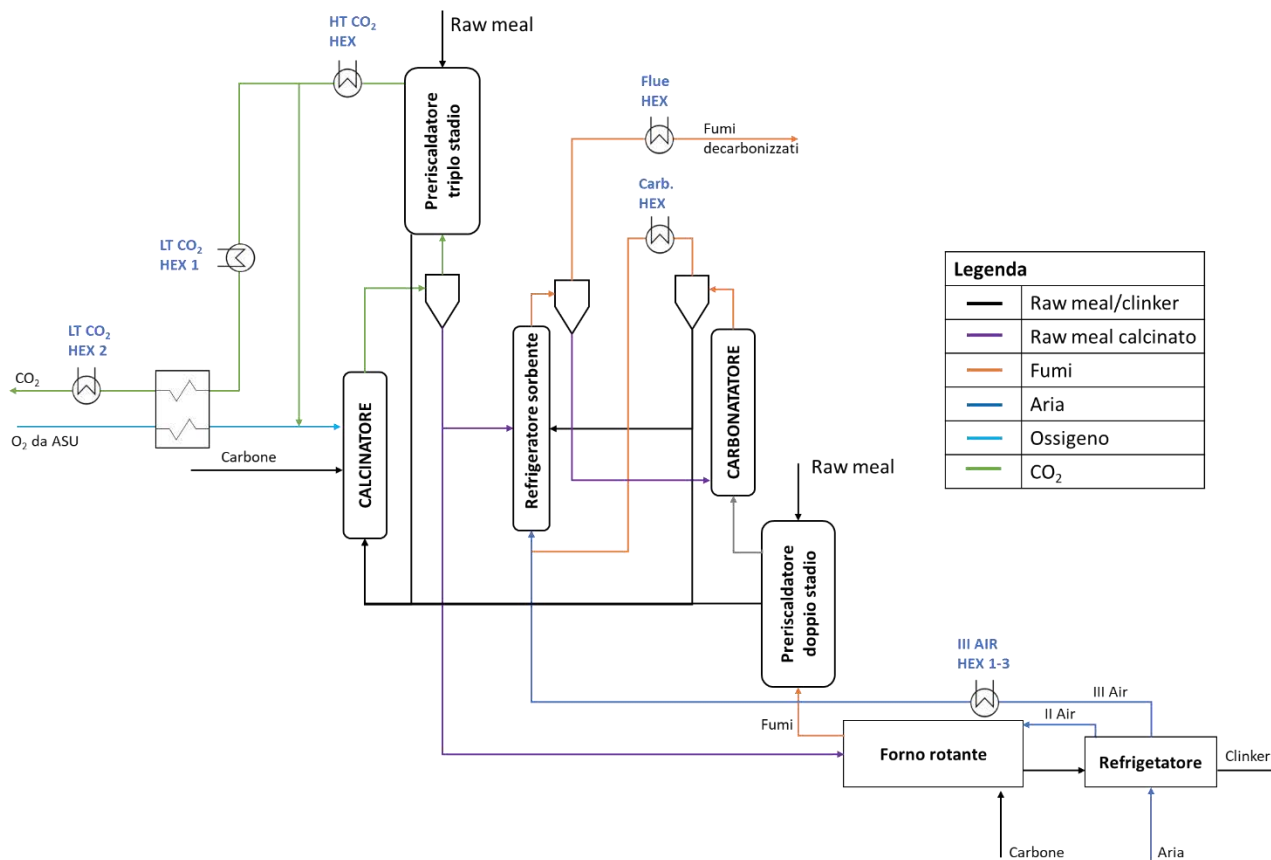 HT CO₂
HEX
Raw meal
Preriscaldatore
triplo stadio
Flue
HEX
Fumi
decarbonizzati
Carb.
HEX
LT CO₂
HEX 1
LT CO₂
HEX 2
CO₂
O₂ da ASU
Carbone
CALCINATORE
Refrigeratore sorbente
CARBONATATORE
Raw meal
Preriscaldatore
doppio stadio
Legenda
Raw meal/clinker
Raw meal calcinato
Fumi
Aria
Ossigeno
CO₂
III AIR
HEX 1-3
III Air
II Air
Fumi
Forno rotante
Refrigetatore
Clinker
Carbone
Aria